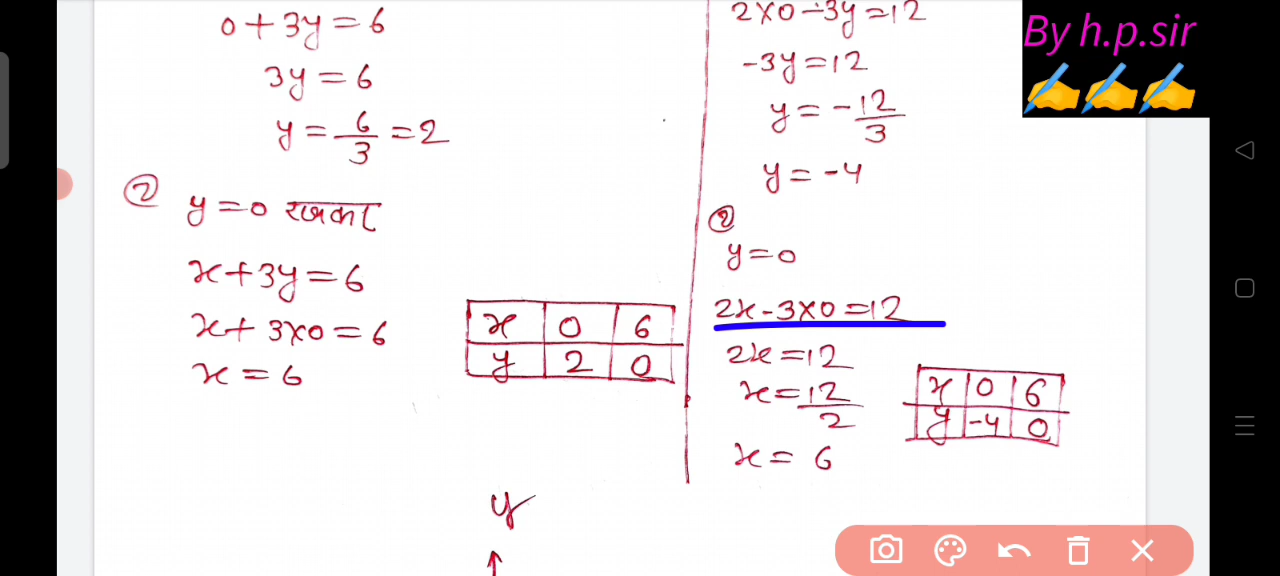 0 + 3y = 6
3y = 6
y = 6/3 = 2
② y = 0 रखकर
x + 3y = 6
x + 3×0 = 6
x = 6
x 0 6
y 2 0
2×0 - 3y = 12
-3y = 12
y = -12/3
y = -4
②
y = 0
2x - 3×0 = 12
2x = 12
x = 12/2
x = 6
x 0 6
y -4 0
y
By h.p.sir